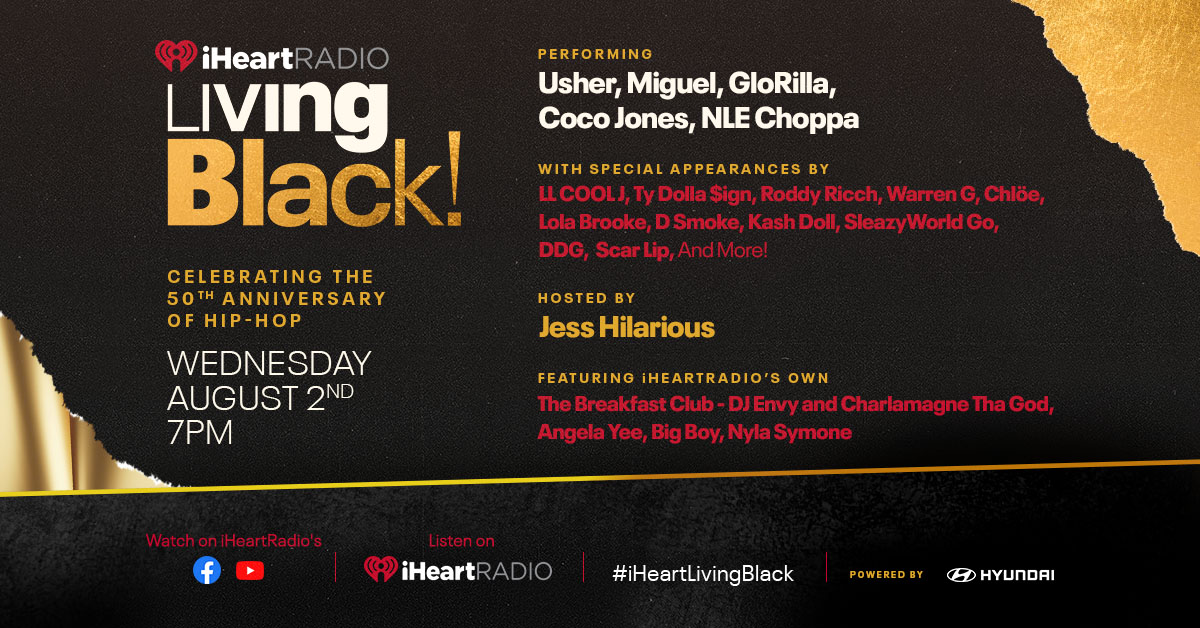 iHeartRADIO
LiVing
Black!
CELEBRATING THE
50TH ANNIVERSARY
OF HIP-HOP
WEDNESDAY
AUGUST 2ND
7PM
PERFORMING
Usher, Miguel, GloRilla,
Coco Jones, NLE Choppa
WITH SPECIAL APPEARANCES BY
LL COOL J, Ty Dolla $ign, Roddy Ricch, Warren G, Chlöe,
Lola Brooke, D Smoke, Kash Doll, SleazyWorld Go,
DDG, Scar Lip, And More!
HOSTED BY
Jess Hilarious
FEATURING iHEARTRADIO'S OWN
The Breakfast Club - DJ Envy and Charlamagne Tha God,
Angela Yee, Big Boy, Nyla Symone
Watch on iHeartRadio's
Listen on
iHeartRADIO
#iHeartLivingBlack
POWERED BY
HYUNDAI